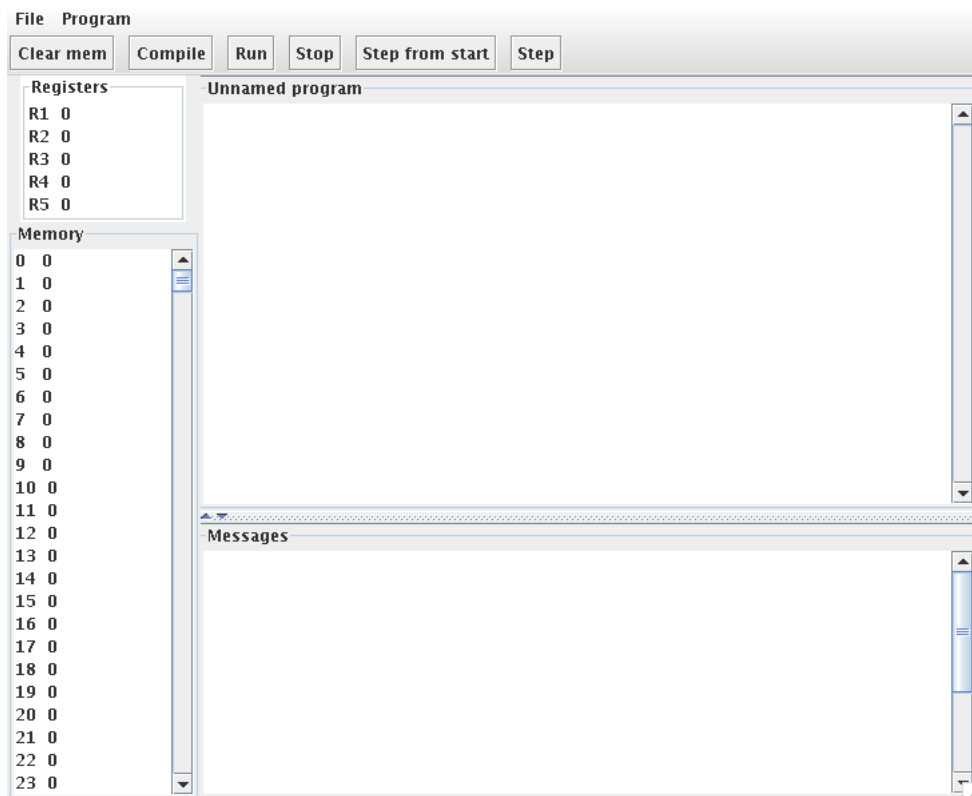 File Program
Clear mem Compile Run Stop Step from start Step
Registers
R1 0
R2 0
R3 0
R4 0
R5 0
Memory
0 0
1 0
2 0
3 0
4 0
5 0
6 0
7 0
8 0
9 0
10 0
11 0
12 0
13 0
14 0
15 0
16 0
17 0
18 0
19 0
20 0
21 0
22 0
23 0
Unnamed program
Messages